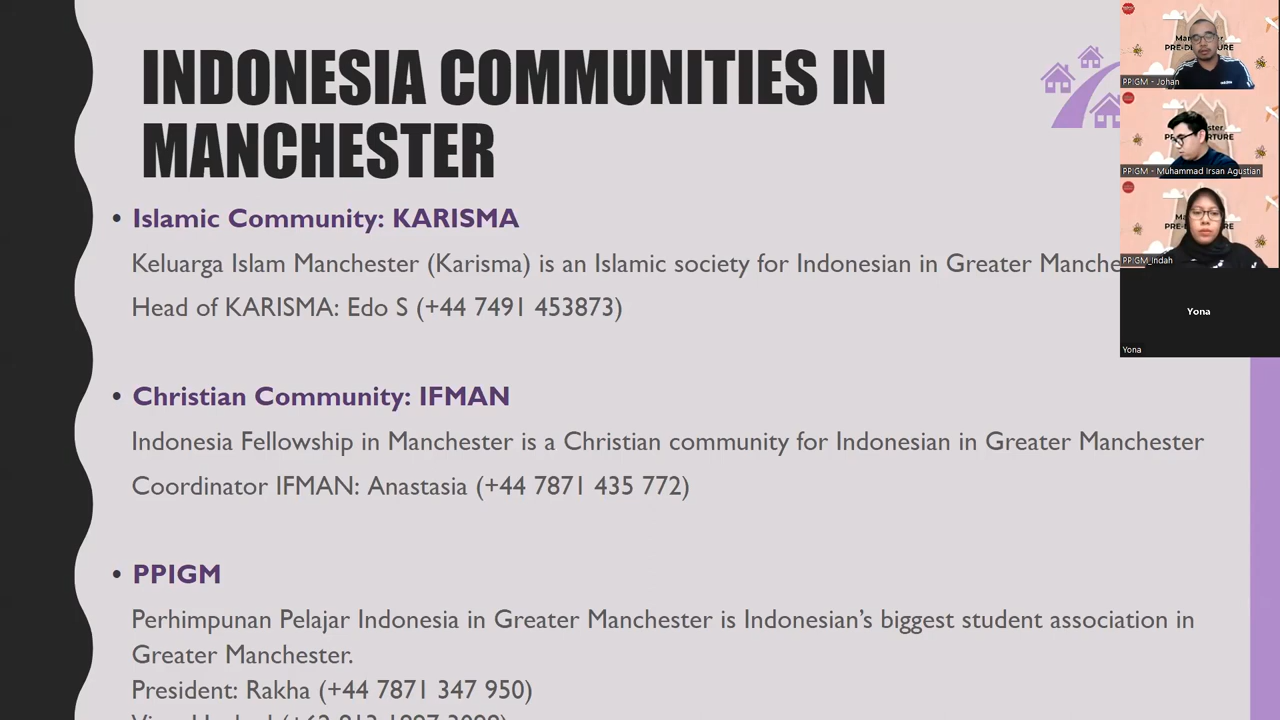 INDONESIA COMMUNITIES IN
MANCHESTER
• Islamic Community: KARISMA
Keluarga Islam Manchester (Karisma) is an Islamic society for Indonesian in Greater
Head of KARISMA: Edo S (+44 7491 453873)
• Christian Community: IFMAN
Indonesia Fellowship in Manchester is a Christian community for Indonesian in Greater Manchester
Coordinator IFMAN: Anastasia (+44 7871 435 772)
• PPIGM
Perhimpunan Pelajar Indonesia in Greater Manchester is Indonesian's biggest student association in
Greater Manchester.
President: Rakha (+44 7871 347 950)
PPIGM - Johan
PPIGM - Muhammad Irsan Agustian
PPIGM_Indah
Yona
Yona